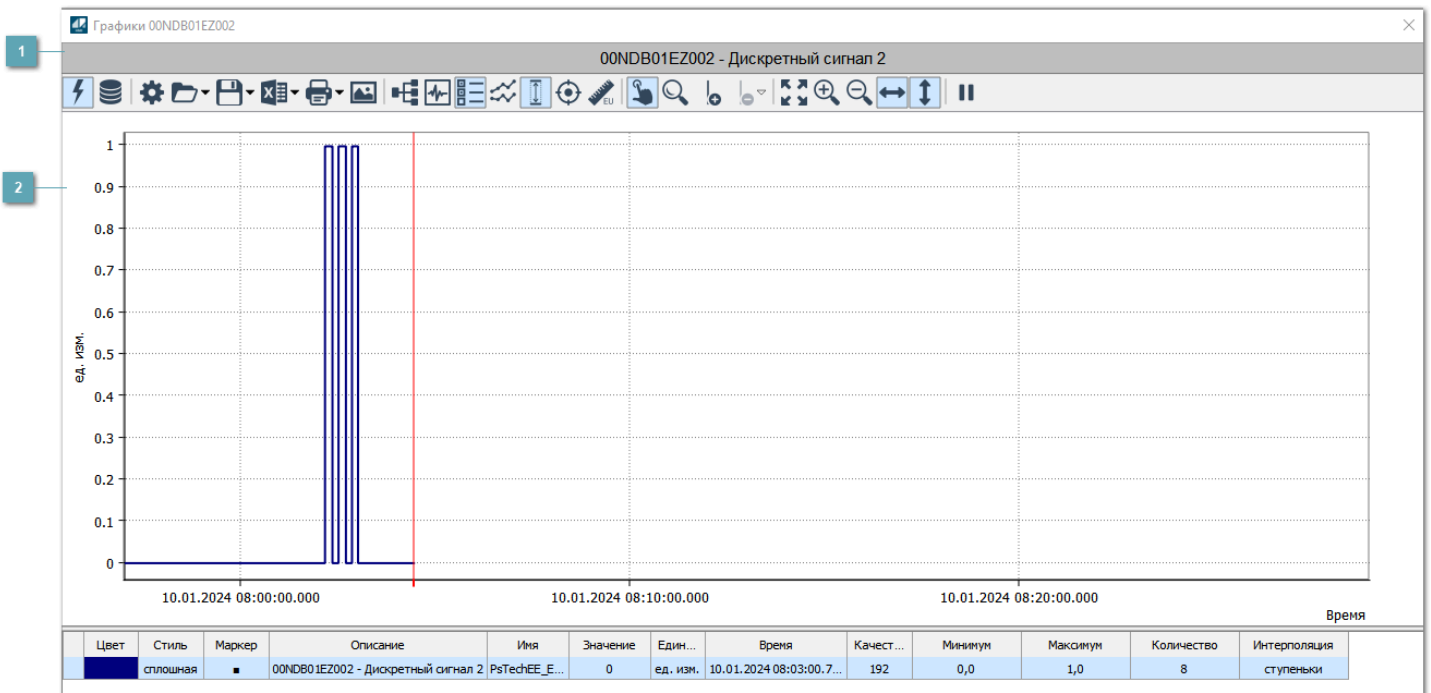 Графики 00NDB01EZ002
1
00NDB01EZ002 - Дискретный сигнал 2
EU
2
1
0.9
0.8
0.7
0.6
0.5
0.4
0.3
0.2
0.1
0
ед. изм.
10.01.2024 08:00:00.000 10.01.2024 08:10:00.000 10.01.2024 08:20:00.000
Время
Цвет Стиль Маркер Описание Имя Значение Един... Время Качест... Минимум Максимум Количество Интерполяция
сплошная 00NDB01EZ002 - Дискретный сигнал 2 PsTechEE_E... 0 ед. изм. 10.01.2024 08:03:00.7... 192 0,0 1,0 8 ступеньки